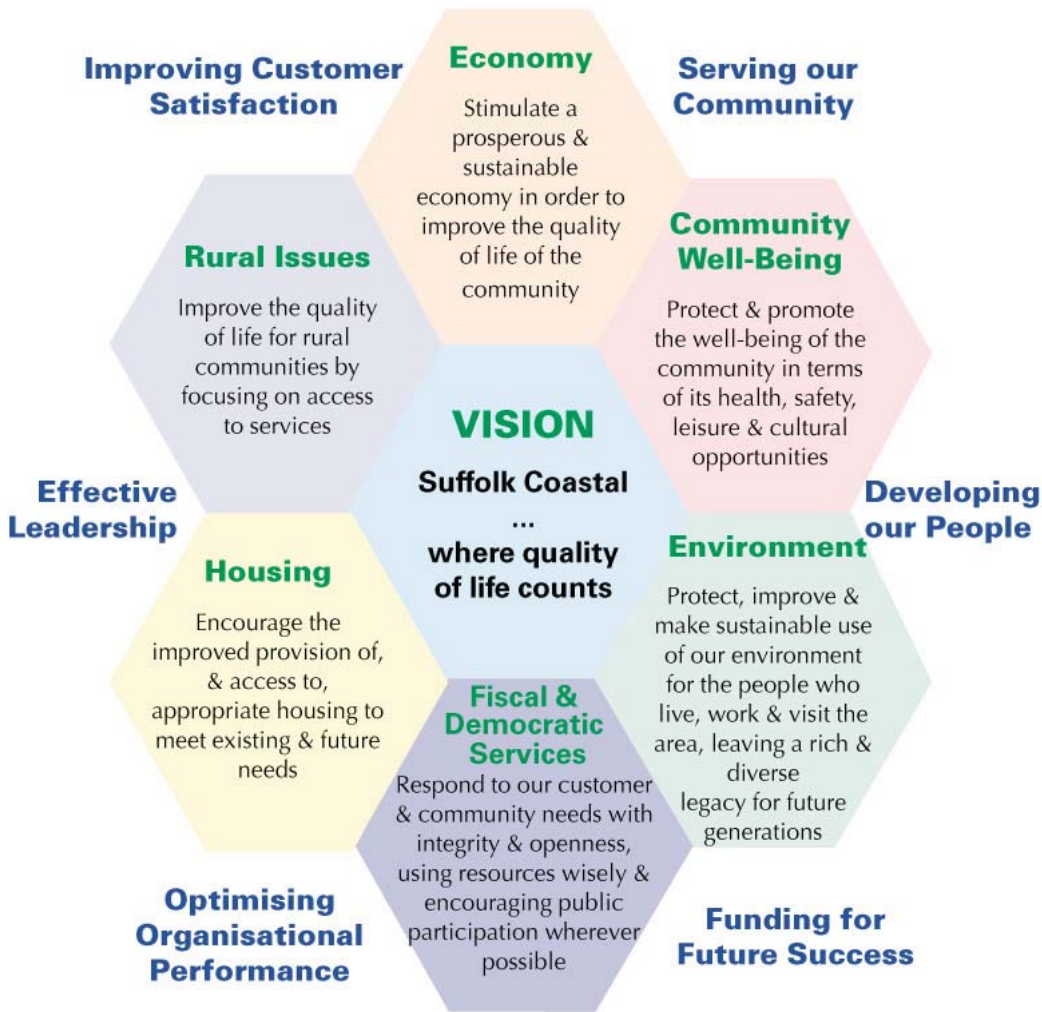 Improving Customer
Satisfaction
Economy
Stimulate a
prosperous &
sustainable
economy in order to
improve the quality
of life of the
community
Serving our
Community
Rural Issues
Improve the quality
of life for rural
communities by
focusing on access
to services
Community
Well-Being
Protect & promote
the well-being of the
community in terms
of its health, safety,
leisure & cultural
opportunities
VISION
Suffolk Coastal
...
where quality
of life counts
Effective
Leadership
Developing
our People
Housing
Encourage the
improved provision of,
& access to,
appropriate housing to
meet existing & future
needs
Environment
Protect, improve &
make sustainable use
of our environment
for the people who
live, work & visit the
area, leaving a rich &
diverse
legacy for future
generations
Fiscal &
Democratic
Services
Respond to our customer
& community needs with
integrity & openness,
using resources wisely &
encouraging public
participation wherever
possible
Optimising
Organisational
Performance
Funding for
Future Success